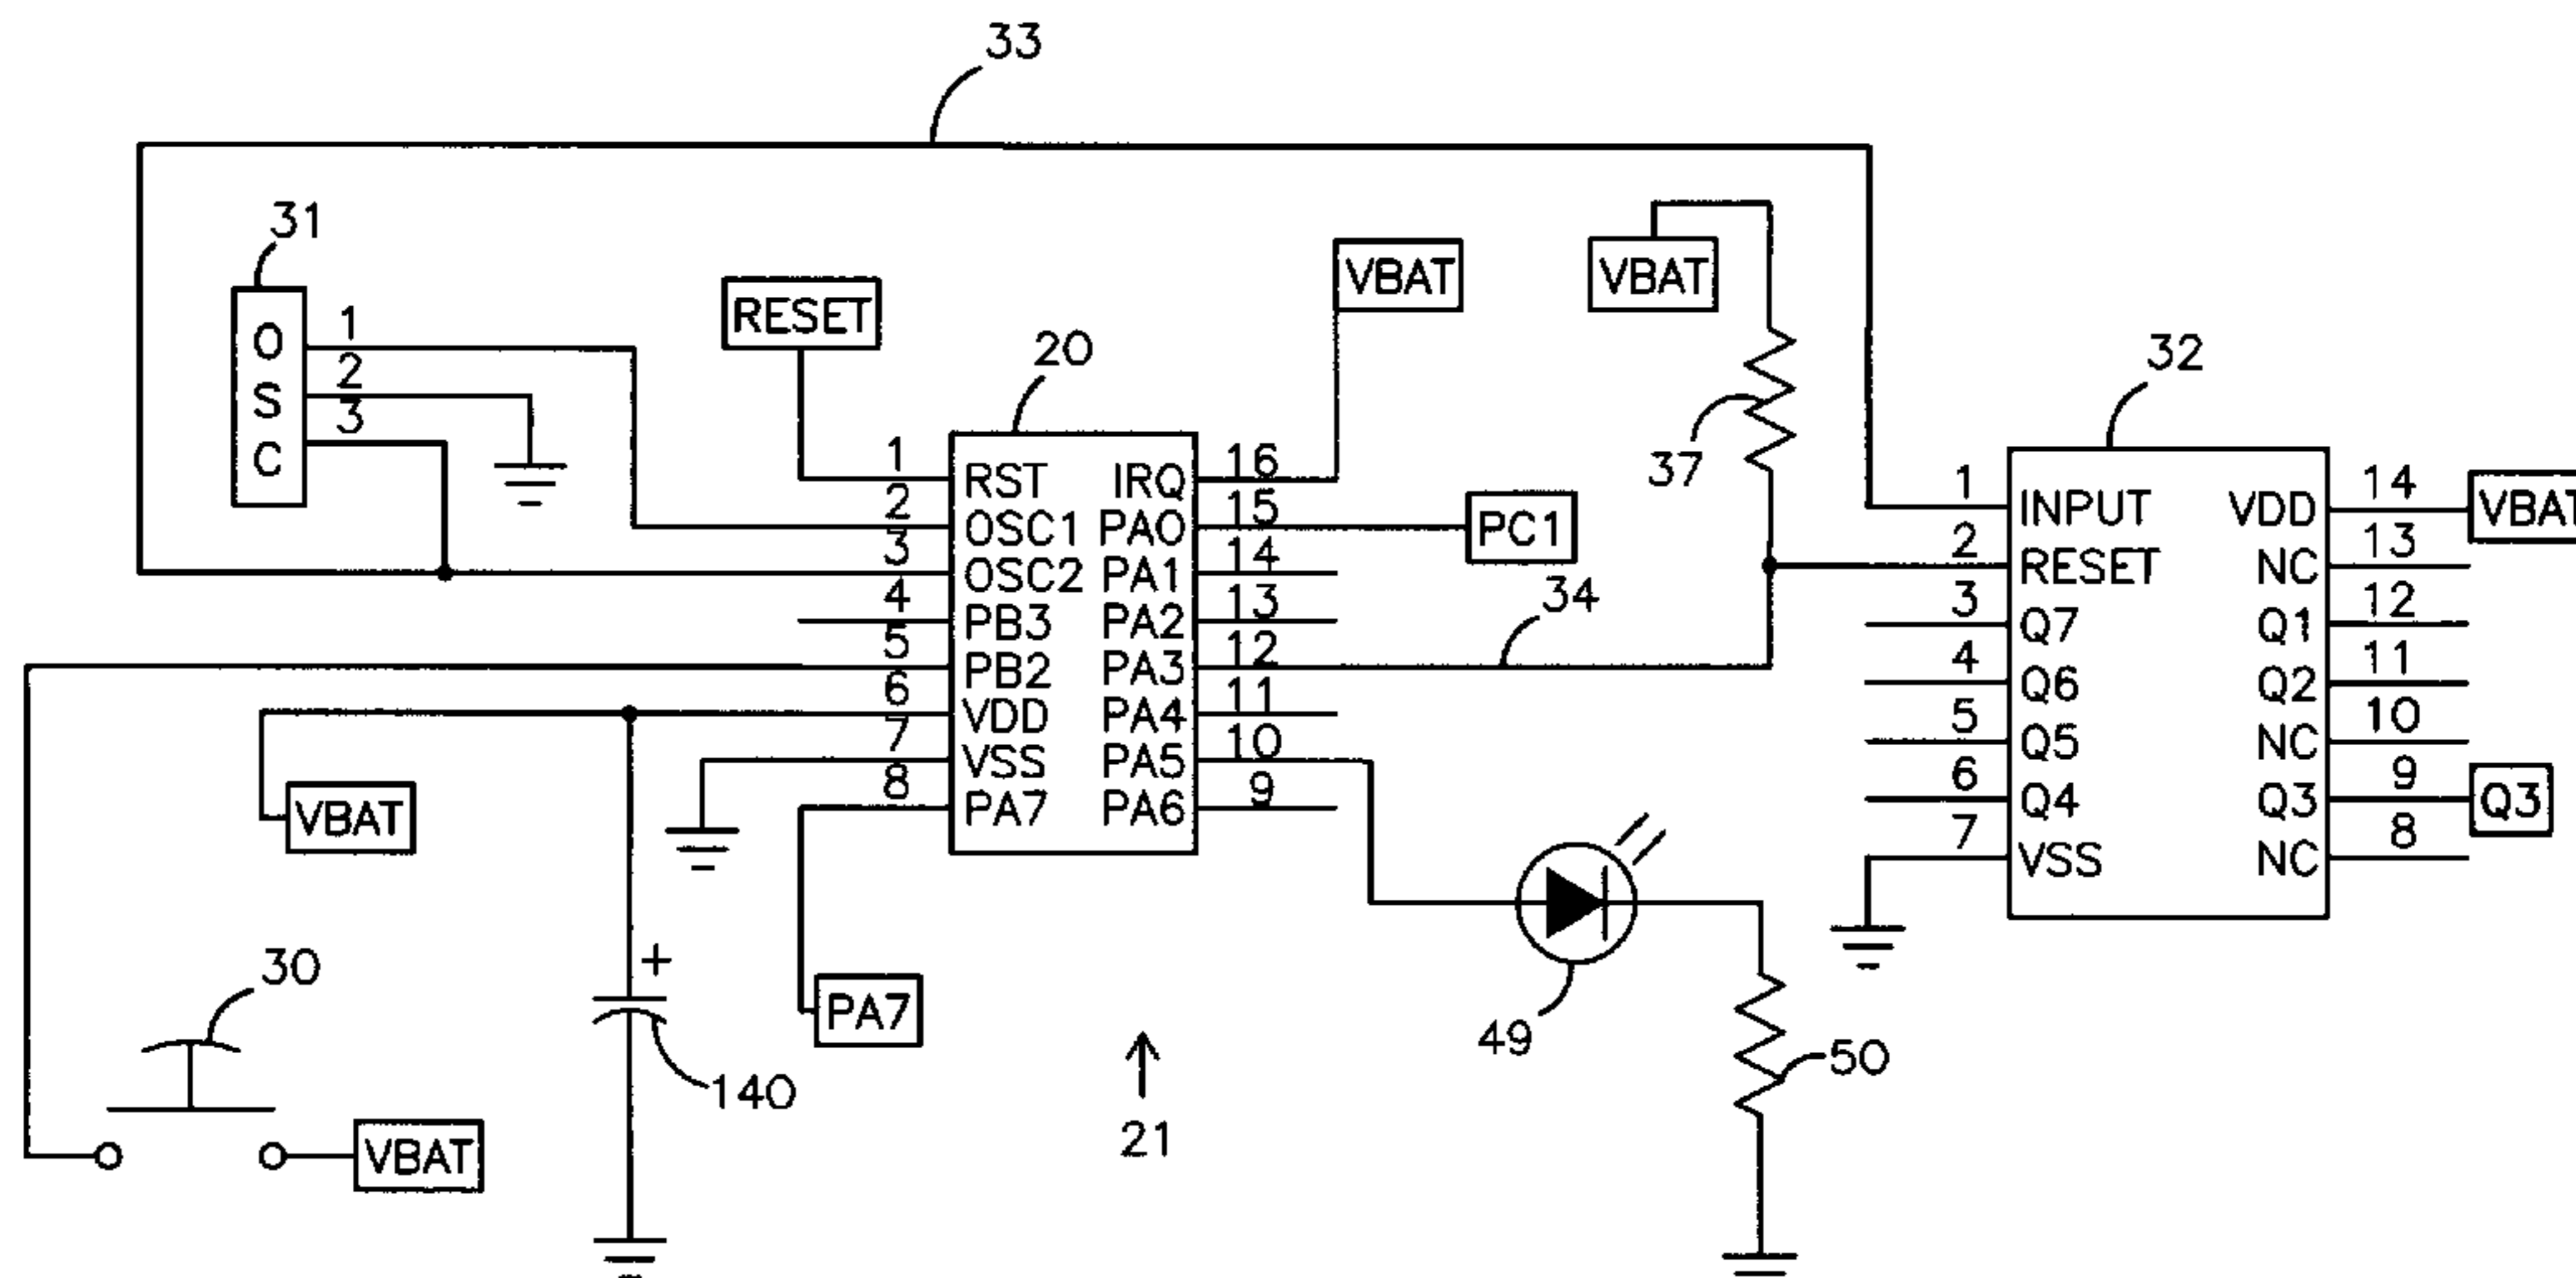 33
31
O
S
C
1
2
3
RESET
VBAT
VBAT
37
20
1
2
3
4
5
6
7
8
RST
OSC1
OSC2
PB3
PB2
VDD
VSS
PA7
IRQ
PA0
PA1
PA2
PA3
PA4
PA5
PA6
16
15
14
13
12
11
10
9
PC1
34
32
1
2
3
4
5
6
7
INPUT
RESET
Q7
Q6
Q5
Q4
VSS
VDD
NC
Q1
Q2
NC
Q3
NC
14
13
12
11
10
9
8
VBAT
Q3
VBAT
30
VBAT
+
140
PA7
21
49
50